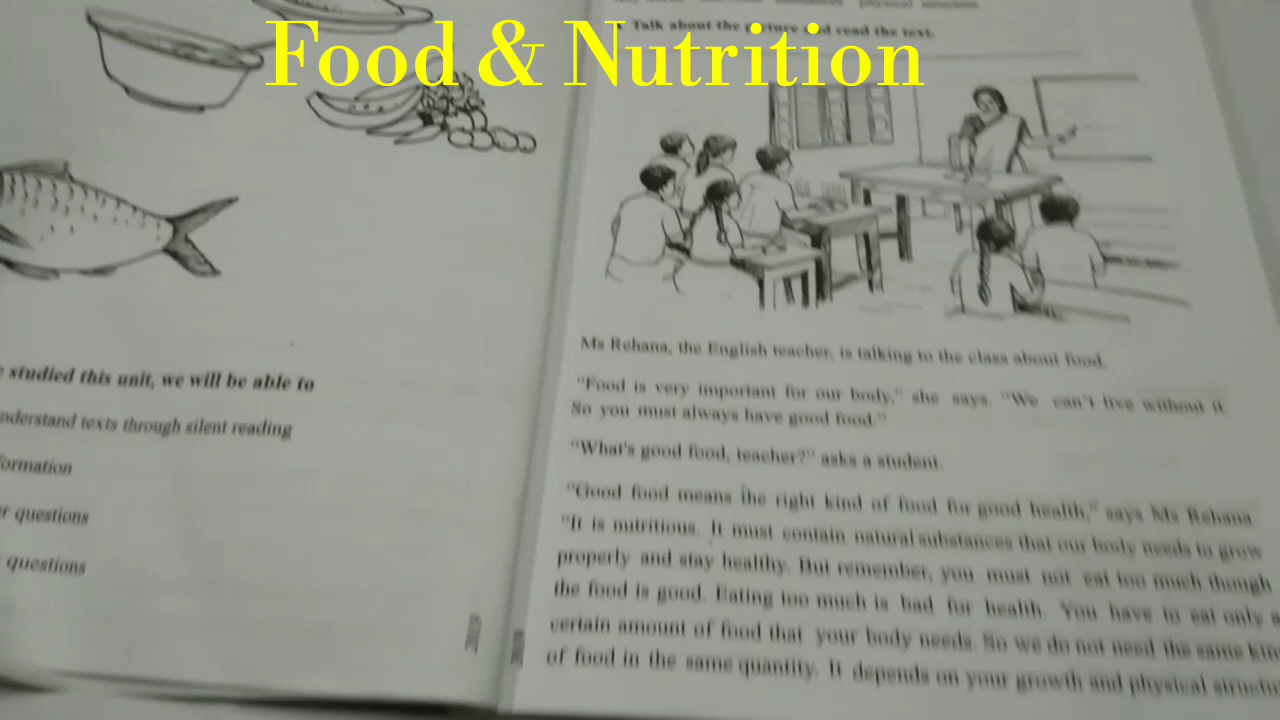 Food & Nutrition
studied this unit, we will be able to
nderstand texts through silent reading
formation
r questions
questions
2019
Talk about the picture and read the text.
Ms Rehana, the English teacher, is talking to the class about food.
"Food is very important for our body," she says. "We can't live without it.
So you must always have good food."
"What's good food, teacher?" asks a student.
"Good food means the right kind of food for good health," says Ms Rehana.
"It is nutritious. It must contain natural substances that our body needs to grow
properly and stay healthy. But remember, you must not eat too much though
the food is good. Eating too much is bad for health. You have to eat only a
certain amount of food that your body needs. So we do not need the same kin
of food in the same quantity. It depends on your growth and physical structu